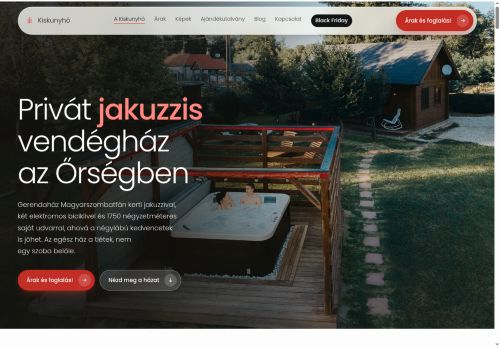 Kiskunyhó
A Kiskunyhó Árak Képek Ajándékutalvány Blog Kapcsolat Black Friday
Árak és foglalás!
Privát jakuzzis
vendégház
az Őrségben
Gerendaház Magyarszombatfán kerti jakuzzival,
két elektromos biciklivel és 1750 négyzetméteres
saját udvarral, ahová a négylábú kedvencetek
is jöhet. Az egész ház a tiétek, nem
egy szoba belőle.
Árak és foglalás!
Nézd meg a házat